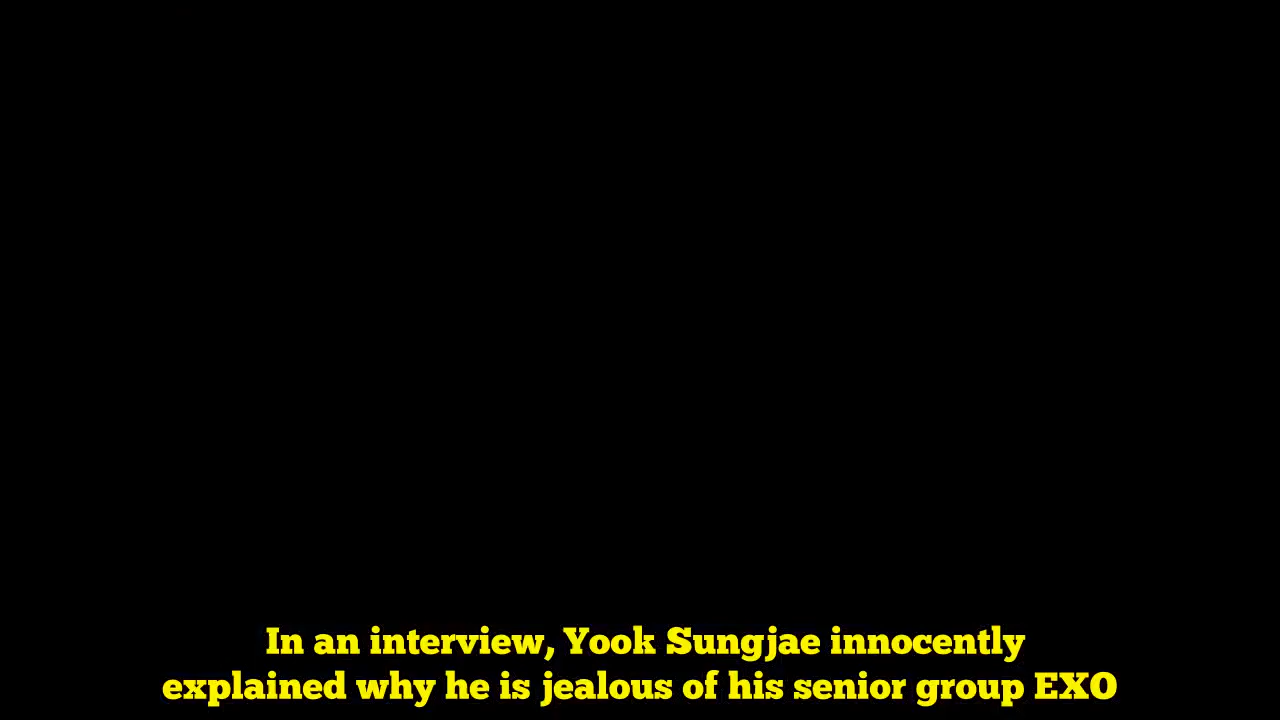 In an interview, Yook Sungjae innocently
explained why he is jealous of his senior group EXO